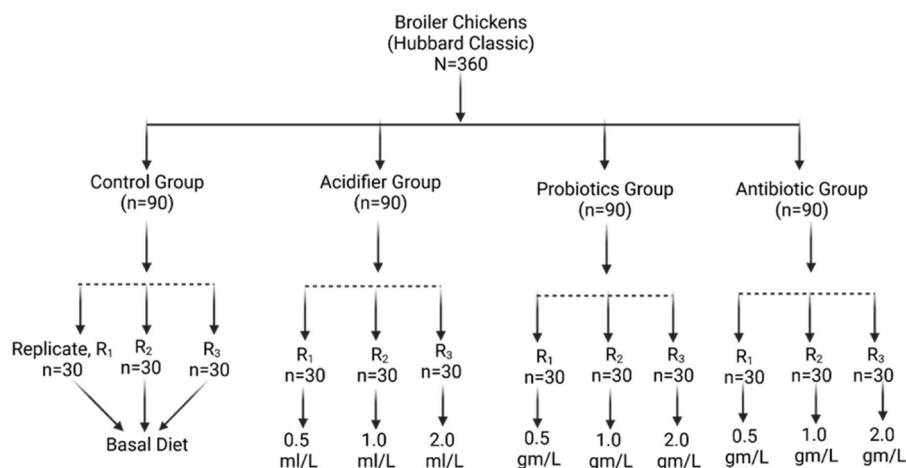 Broiler Chickens
(Hubbard Classic)
N=360
Control Group
(n=90)
Acidifier Group
(n=90)
Probiotics Group
(n=90)
Antibiotic Group
(n=90)
Replicate, R₁
n=30
R₂
n=30
R₃
n=30
R₁
n=30
R₂
n=30
R₃
n=30
R₁
n=30
R₂
n=30
R₃
n=30
R₁
n=30
R₂
n=30
R₃
n=30
Basal Diet
0.5
ml/L
1.0
ml/L
2.0
ml/L
0.5
gm/L
1.0
gm/L
2.0
gm/L
0.5
gm/L
1.0
gm/L
2.0
gm/L